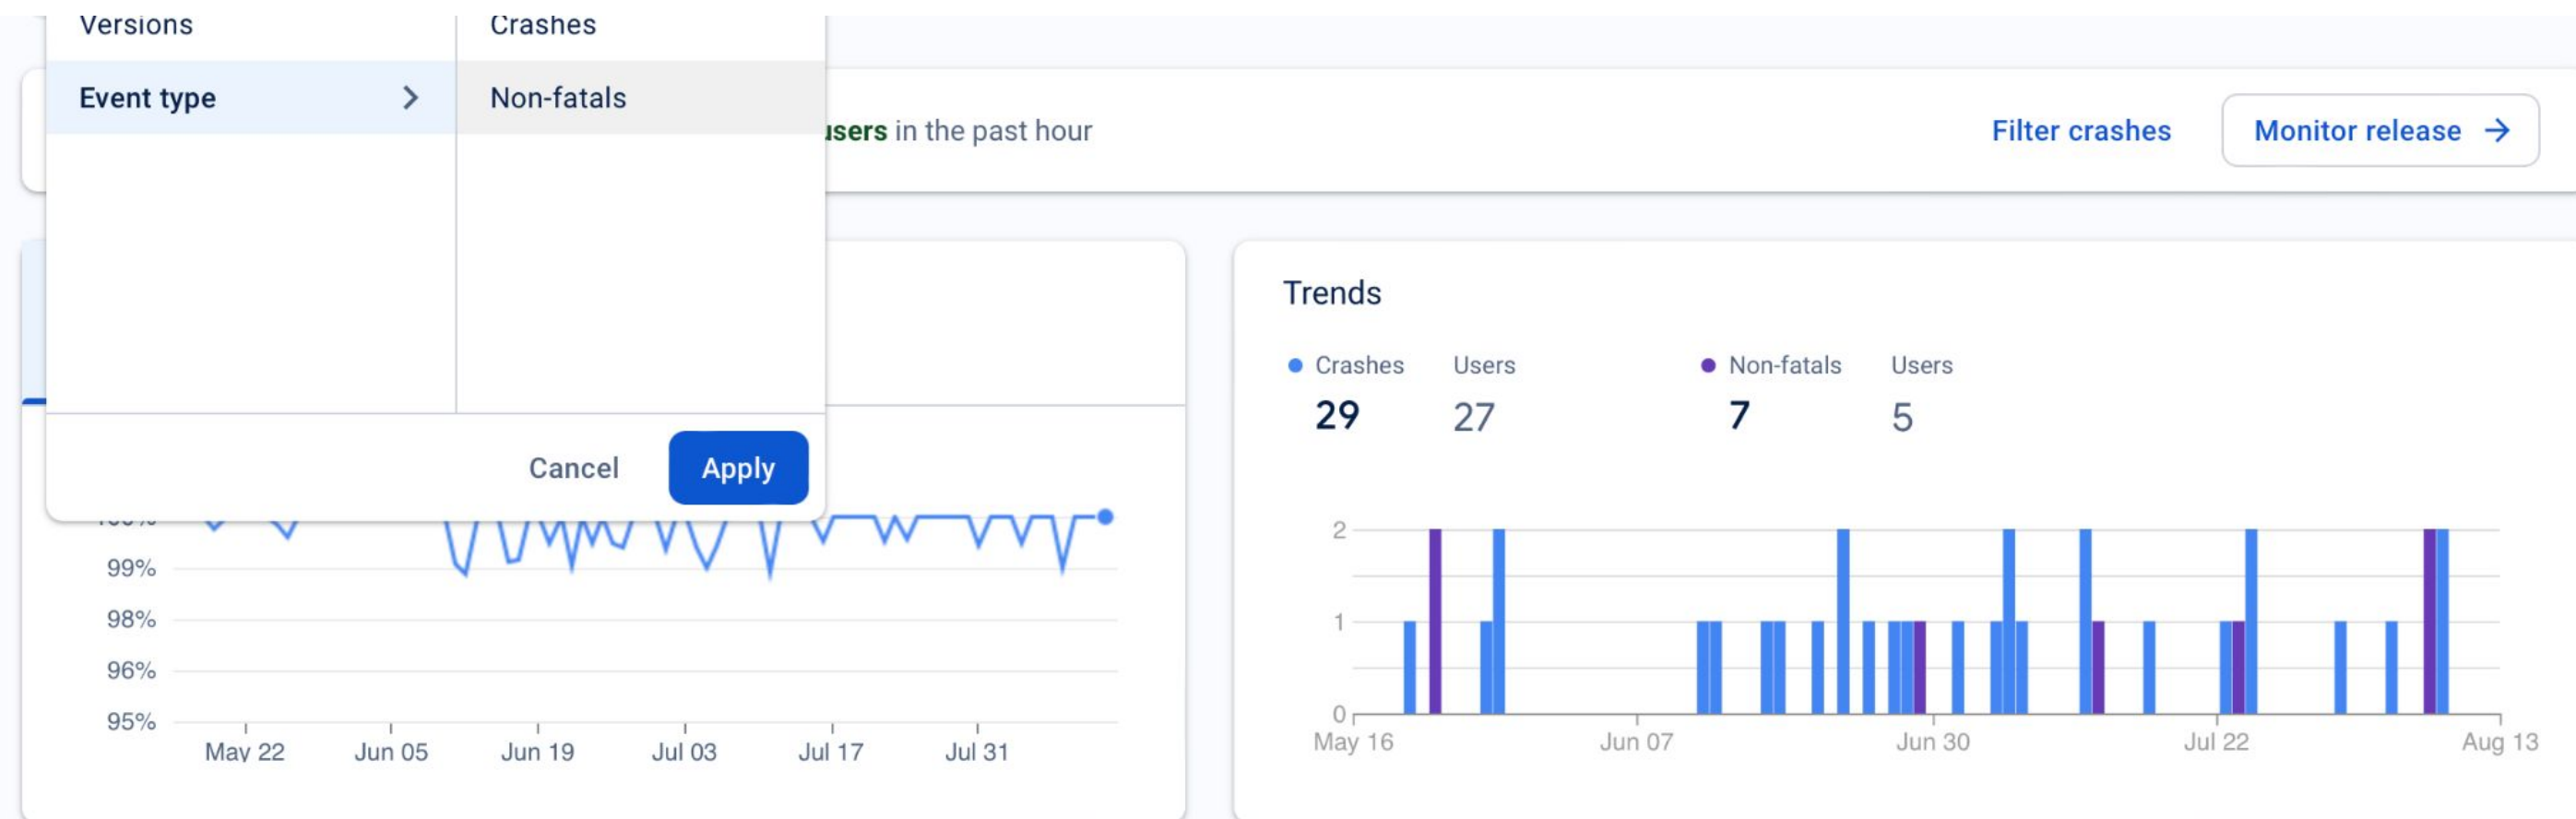 Versions
Crashes
Event type
Non-fatals
users in the past hour
Filter crashes
Monitor release
Cancel
Apply
100%
99%
98%
96%
95%
May 22
Jun 05
Jun 19
Jul 03
Jul 17
Jul 31
Trends
Crashes
Users
Non-fatals
Users
29
27
7
5
2
1
0
May 16
Jun 07
Jun 30
Jul 22
Aug 13